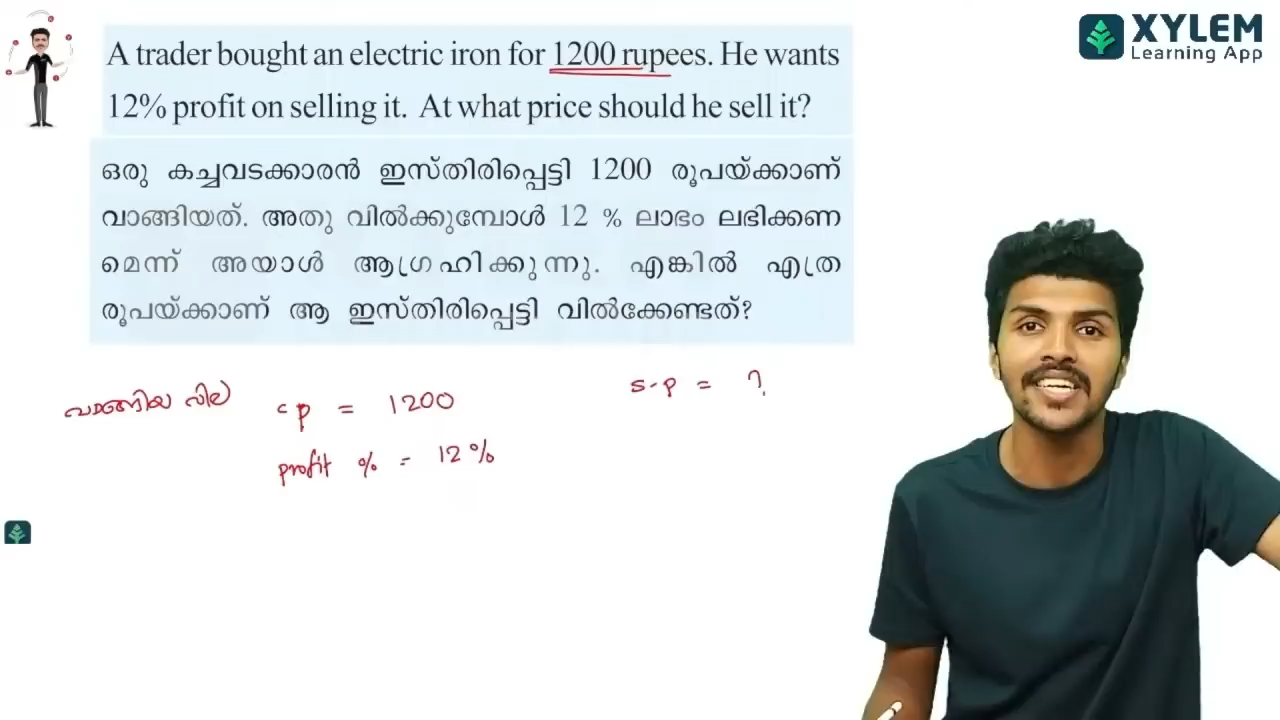 XYLEM
Learning App
A trader bought an electric iron for 1200 rupees. He wants
12% profit on selling it. At what price should he sell it?
ഒരു കച്ചവടക്കാരൻ ഇസ്തിരിപ്പെട്ടി 1200 രൂപയ്ക്കാണ്
വാങ്ങിയത്. അതു വിൽക്കുമ്പോൾ 12 % ലാഭം ലഭിക്കണ
മെന്ന് അയാൾ ആഗ്രഹിക്കുന്നു. എങ്കിൽ എത്ര
രൂപയ്ക്കാണ് ആ ഇസ്തിരിപ്പെട്ടി വിൽക്കേണ്ടത്?
വാങ്ങിയ വില cp = 1200
s.p = ?
profit % = 12%